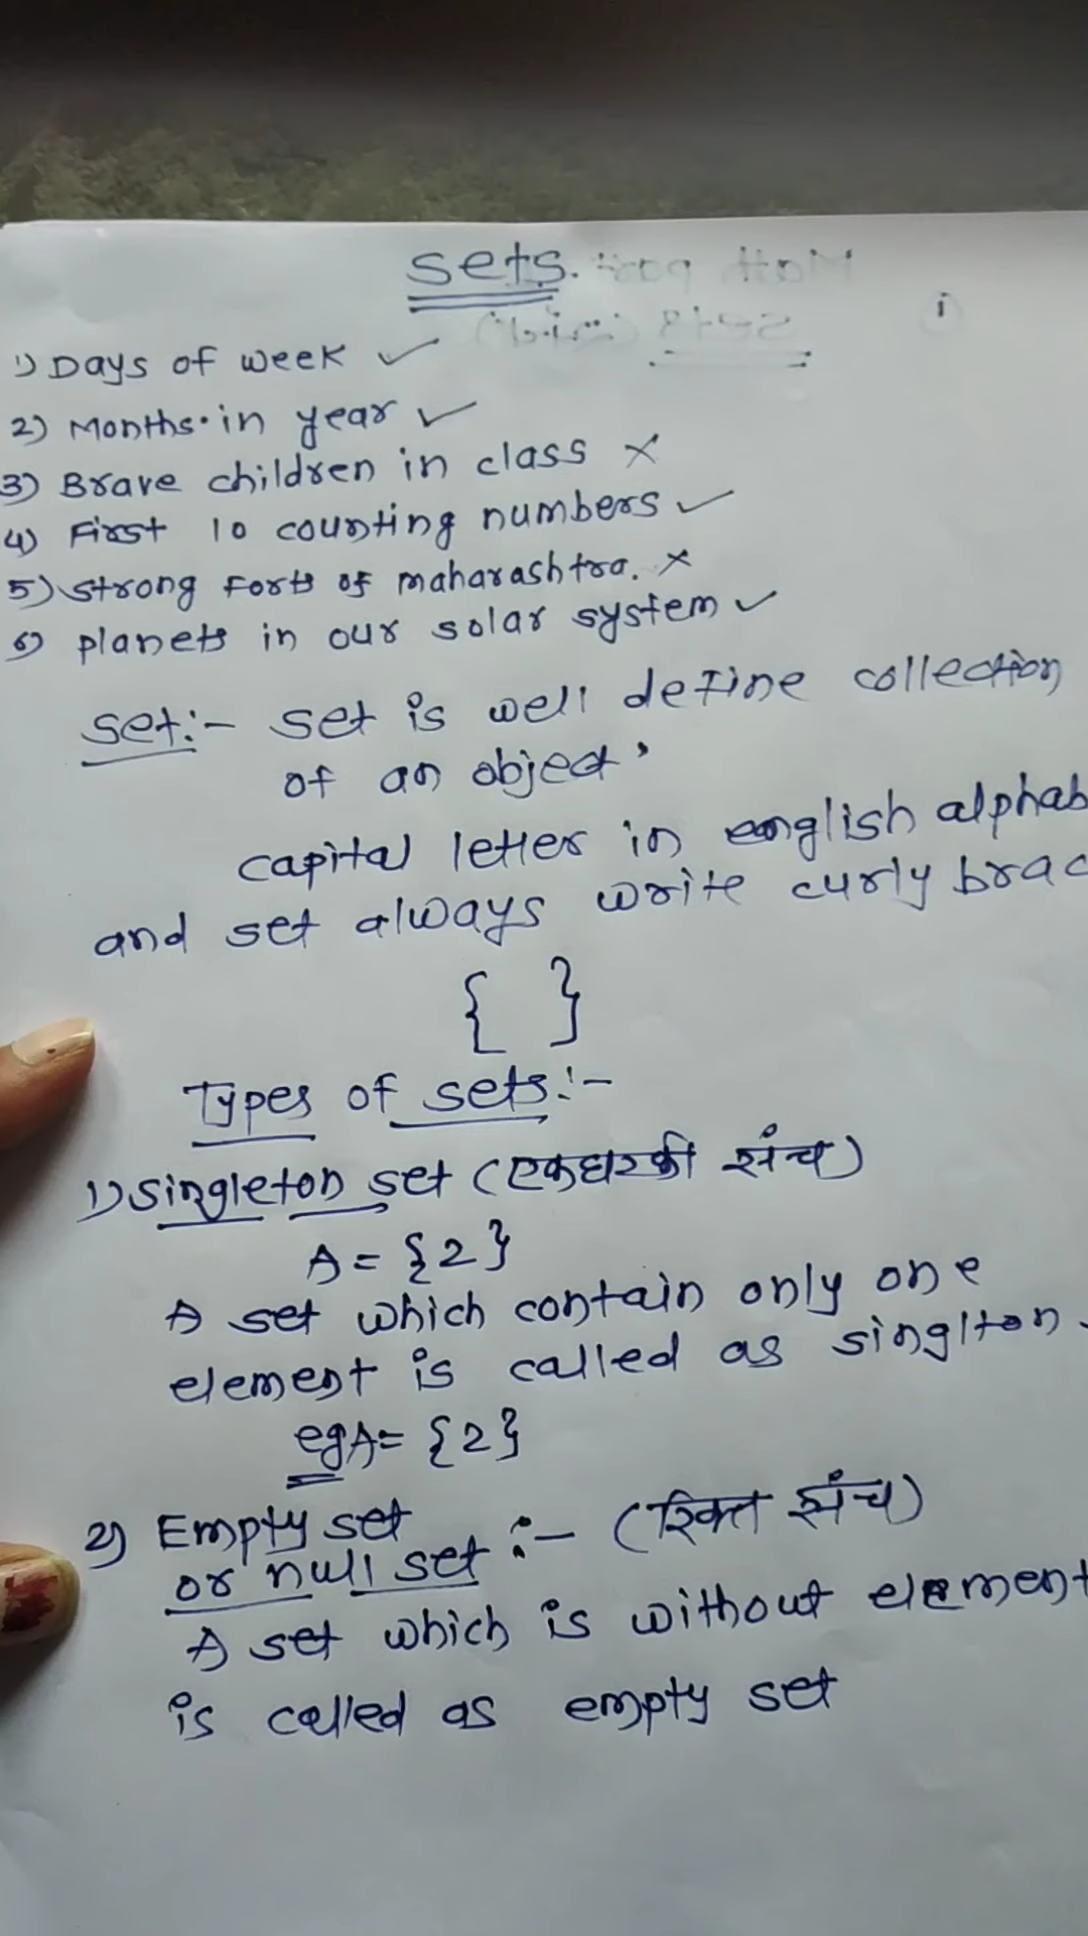 sets.
i
1) Days of week ✓
2) Months in year ✓
3) Brave children in class ×
4) First 10 counting numbers ✓
5) strong forts of maharashtra. ×
6) planets in our solar system ✓
set:- set is well define collection
of an object
capital letter in english alphab
and set always write curly brac
{ }
Types of sets:-
1) singleton set (एकघटकी संच)
A = {2}
A set which contain only one
element is called as singlton
eg A= {2}
2) Empty set
or null set :- (रिक्त संच)
A set which is without element
is called as empty set